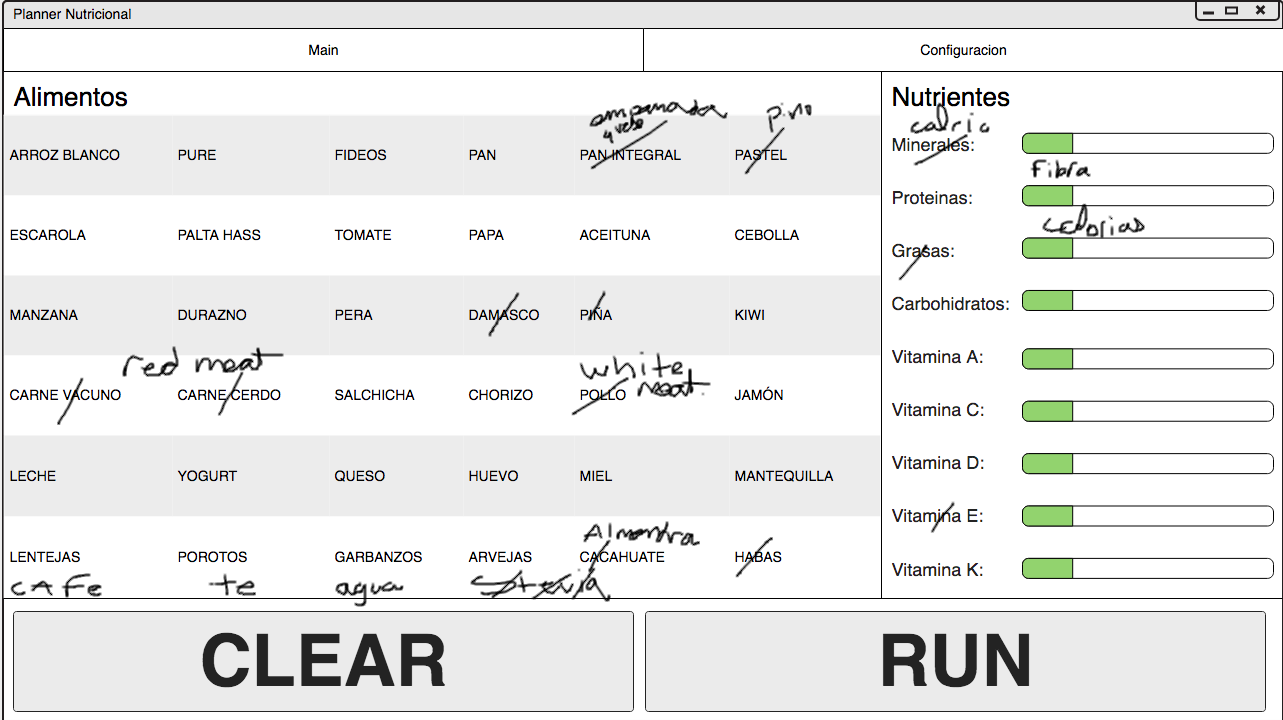 Planner Nutricional
Main Configuracion
Alimentos Nutrientes
empanada queso pino
ARROZ BLANCO PURE FIDEOS PAN PAN INTEGRAL PASTEL
ESCAROLA PALTA HASS TOMATE PAPA ACEITUNA CEBOLLA
MANZANA DURAZNO PERA DAMASCO PIÑA KIWI
red meat white meat
CARNE VACUNO CARNE CERDO SALCHICHA CHORIZO POLLO JAMÓN
LECHE YOGURT QUESO HUEVO MIEL MANTEQUILLA
LENTEJAS POROTOS GARBANZOS ARVEJAS CACAHUATE HABAS
CAFe te agua Stevia
calcio
Minerales:
Fibra
Proteinas:
calorias
Grasas:
Carbohidratos:
Vitamina A:
Vitamina C:
Vitamina D:
Vitamina E:
Vitamina K:
CLEAR RUN